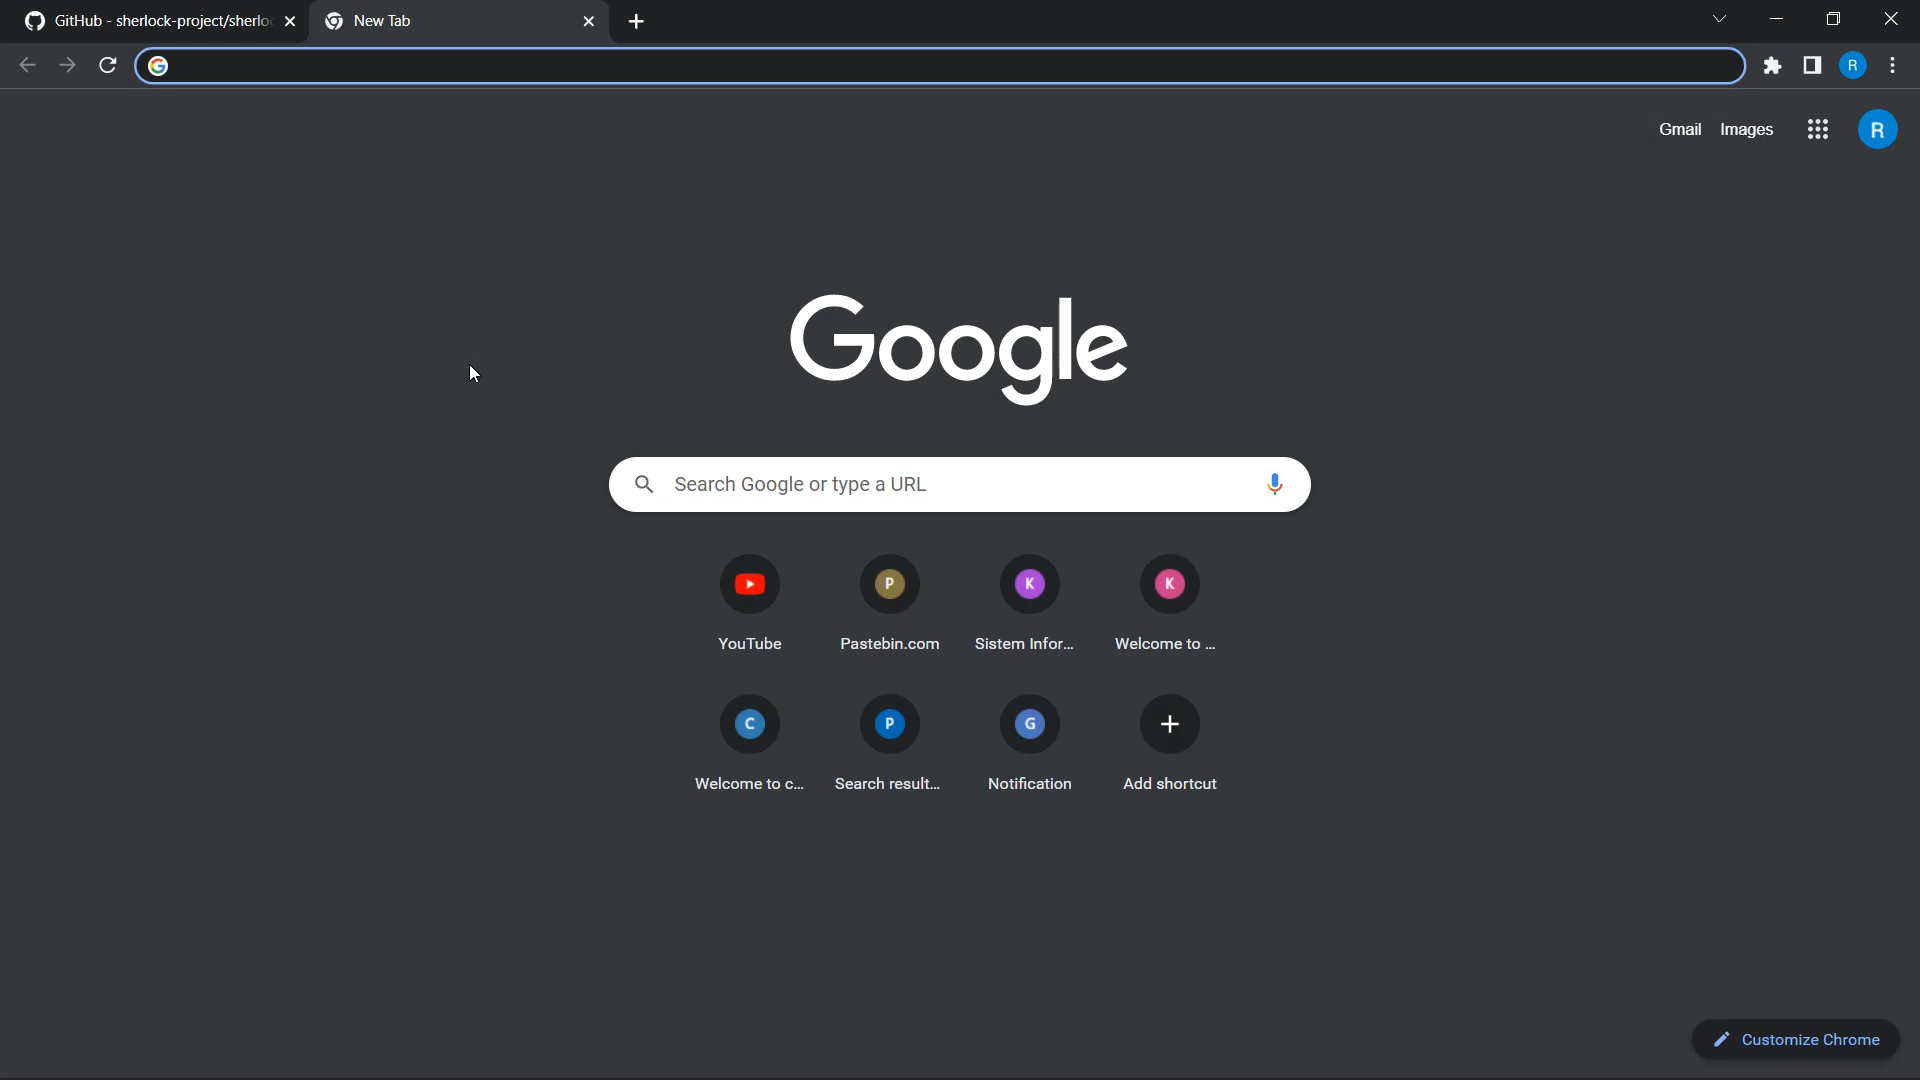 GitHub - sherlock-project/sherloc
New Tab
R
Gmail Images R
Google
Search Google or type a URL
P K K
YouTube Pastebin.com Sistem Infor... Welcome to ...
C P G
Welcome to c... Search result... Notification Add shortcut
Customize Chrome